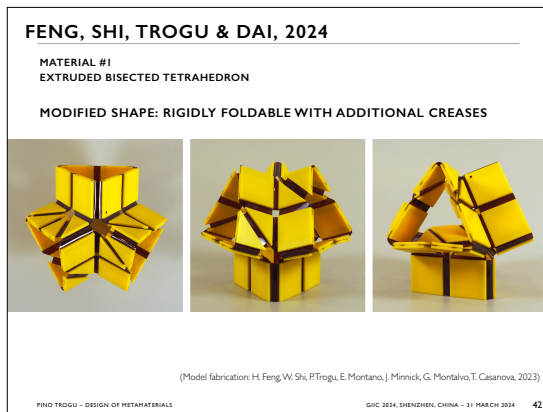 FENG, SHI, TROGU & DAI, 2024
MATERIAL #1
EXTRUDED BISECTED TETRAHEDRON
MODIFIED SHAPE: RIGIDLY FOLDABLE WITH ADDITIONAL CREASES
(Model fabrication: H. Feng, W. Shi, P. Trogu, E. Montano, J. Minnick, G. Montalvo, T. Casanova, 2023)
PINO TROGU – DESIGN OF METAMATERIALS
GIIC 2024, SHENZHEN, CHINA – 31 MARCH 2024 42